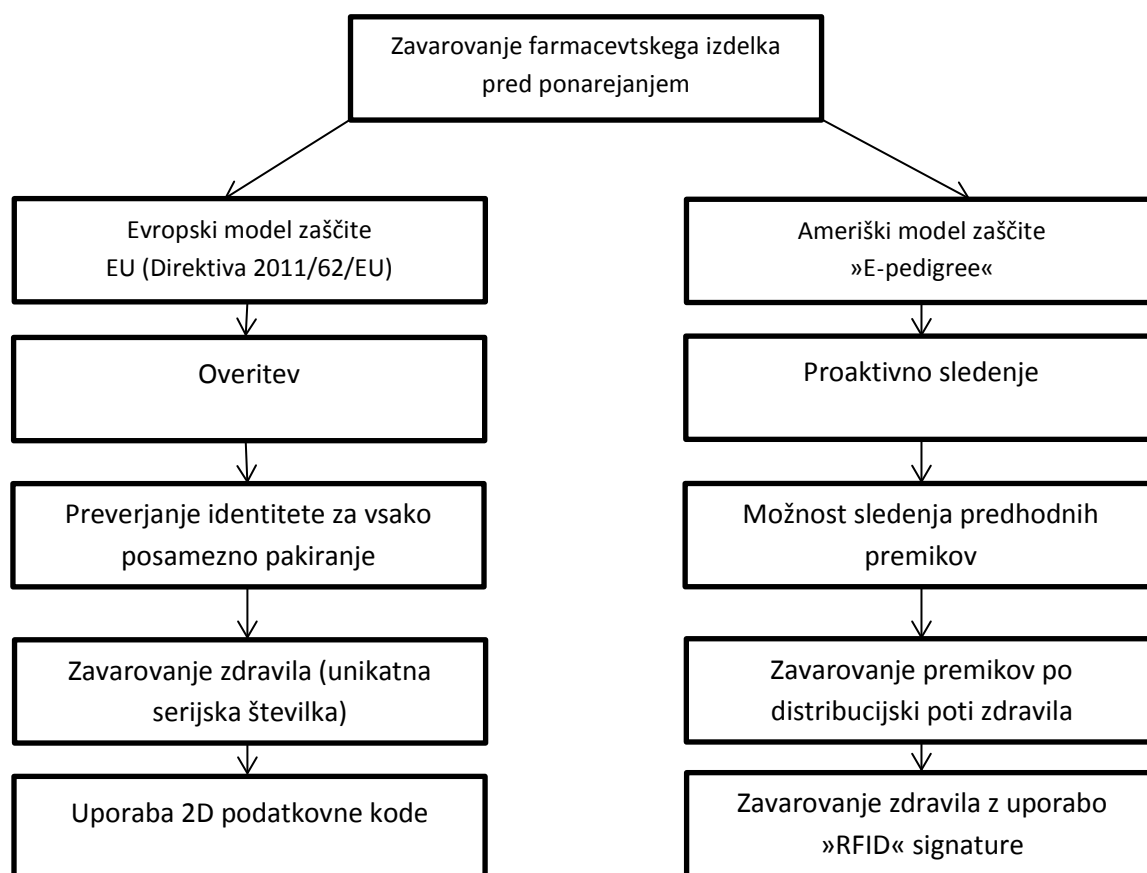 Zavarovanje farmacevtskega izdelka
pred ponarejanjem
Evropski model zaščite
EU (Direktiva 2011/62/EU)
Overitev
Preverjanje identitete za vsako
posamezno pakiranje
Zavarovanje zdravila (unikatna
serijska številka)
Uporaba 2D podatkovne kode
Ameriški model zaščite
»E-pedigree«
Proaktivno sledenje
Možnost sledenja predhodnih
premikov
Zavarovanje premikov po
distribucijski poti zdravila
Zavarovanje zdravila z uporabo
»RFID« signature